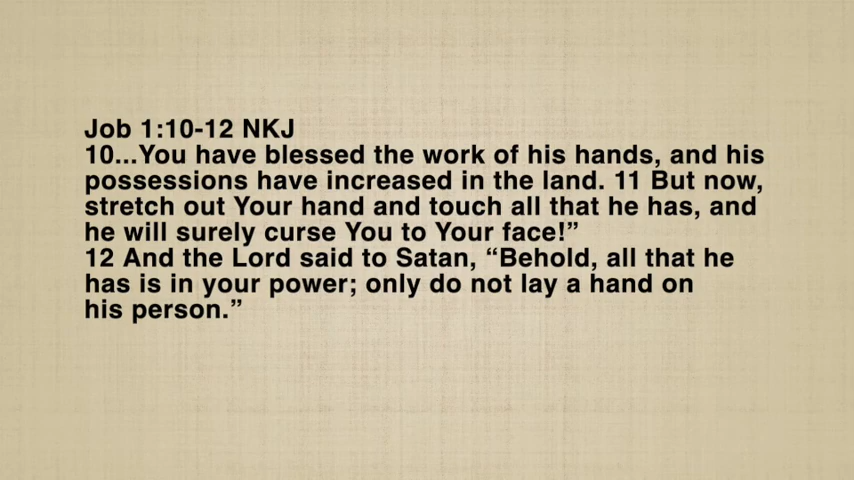 Job 1:10-12 NKJ
10...You have blessed the work of his hands, and his
possessions have increased in the land. 11 But now,
stretch out Your hand and touch all that he has, and
he will surely curse You to Your face!”
12 And the Lord said to Satan, “Behold, all that he
has is in your power; only do not lay a hand on
his person.”